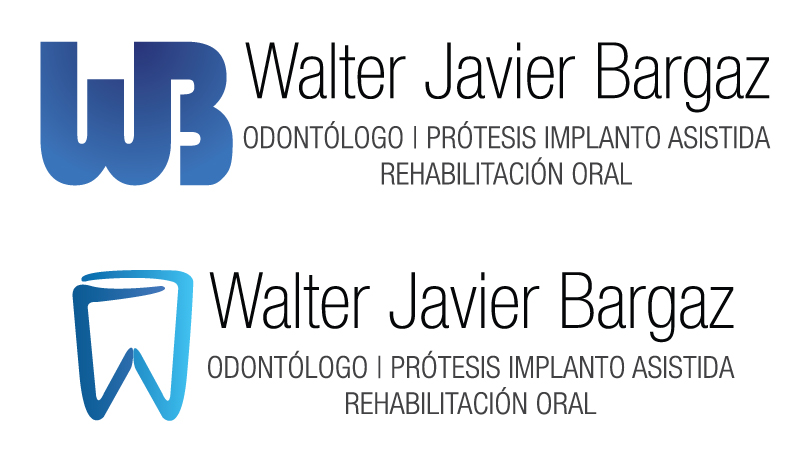 WB
Walter Javier Bargaz
ODONTÓLOGO | PRÓTESIS IMPLANTO ASISTIDA
REHABILITACIÓN ORAL
Walter Javier Bargaz
ODONTÓLOGO | PRÓTESIS IMPLANTO ASISTIDA
REHABILITACIÓN ORAL